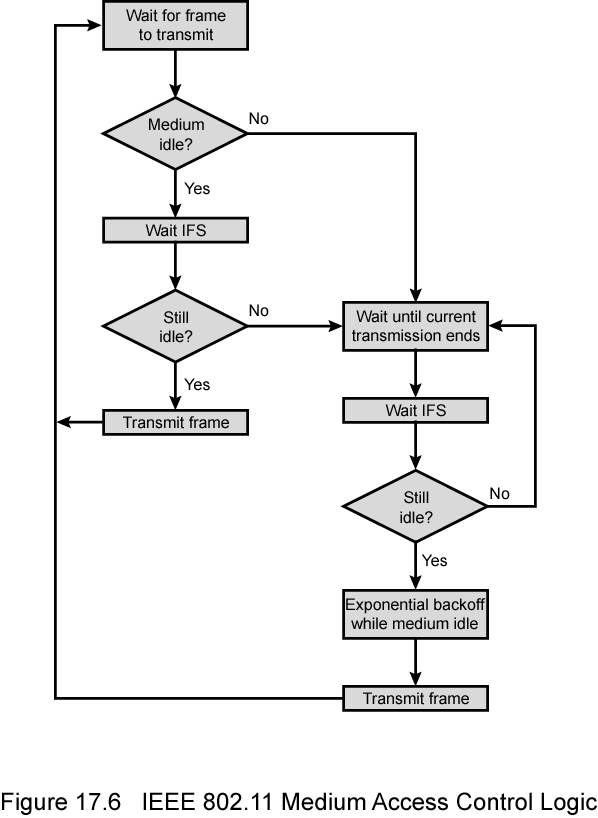 Wait for frame
to transmit
No
Medium
idle?
Yes
Wait IFS
No
Still
idle?
Wait until current
transmission ends
Yes
Transmit frame
Wait IFS
Still
idle?
No
Yes
Exponential backoff
while medium idle
Transmit frame
Figure 17.6 IEEE 802.11 Medium Access Control Logic